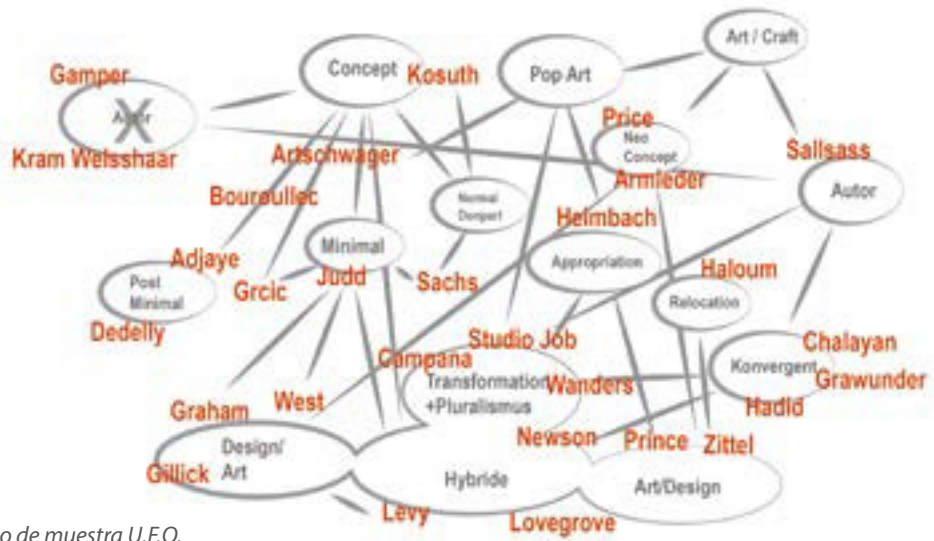 Art / Craft
Concept
Kosuth
Pop Art
Gamper
Autor
X
Price
Neo
Concept
Kram Welsshaar
Artschwager
Sallsass
Armleder
Autor
Bouroullec
Normal
Helmbach
Minimal
Appropriation
Adjaye
Judd
Sachs
Haloum
Post
Minimal
Grcic
Relocation
Dedelly
Studio Job
Chalayan
Campana
Transformation
+Pluralismus
Wanders
Konvergent
Grawunder
Hadid
Graham
West
Newson
Prince
Zittel
Design/
Art
Gillick
Hybride
Art/Design
Levy
Lovegrove
o de muestra U.F.O.